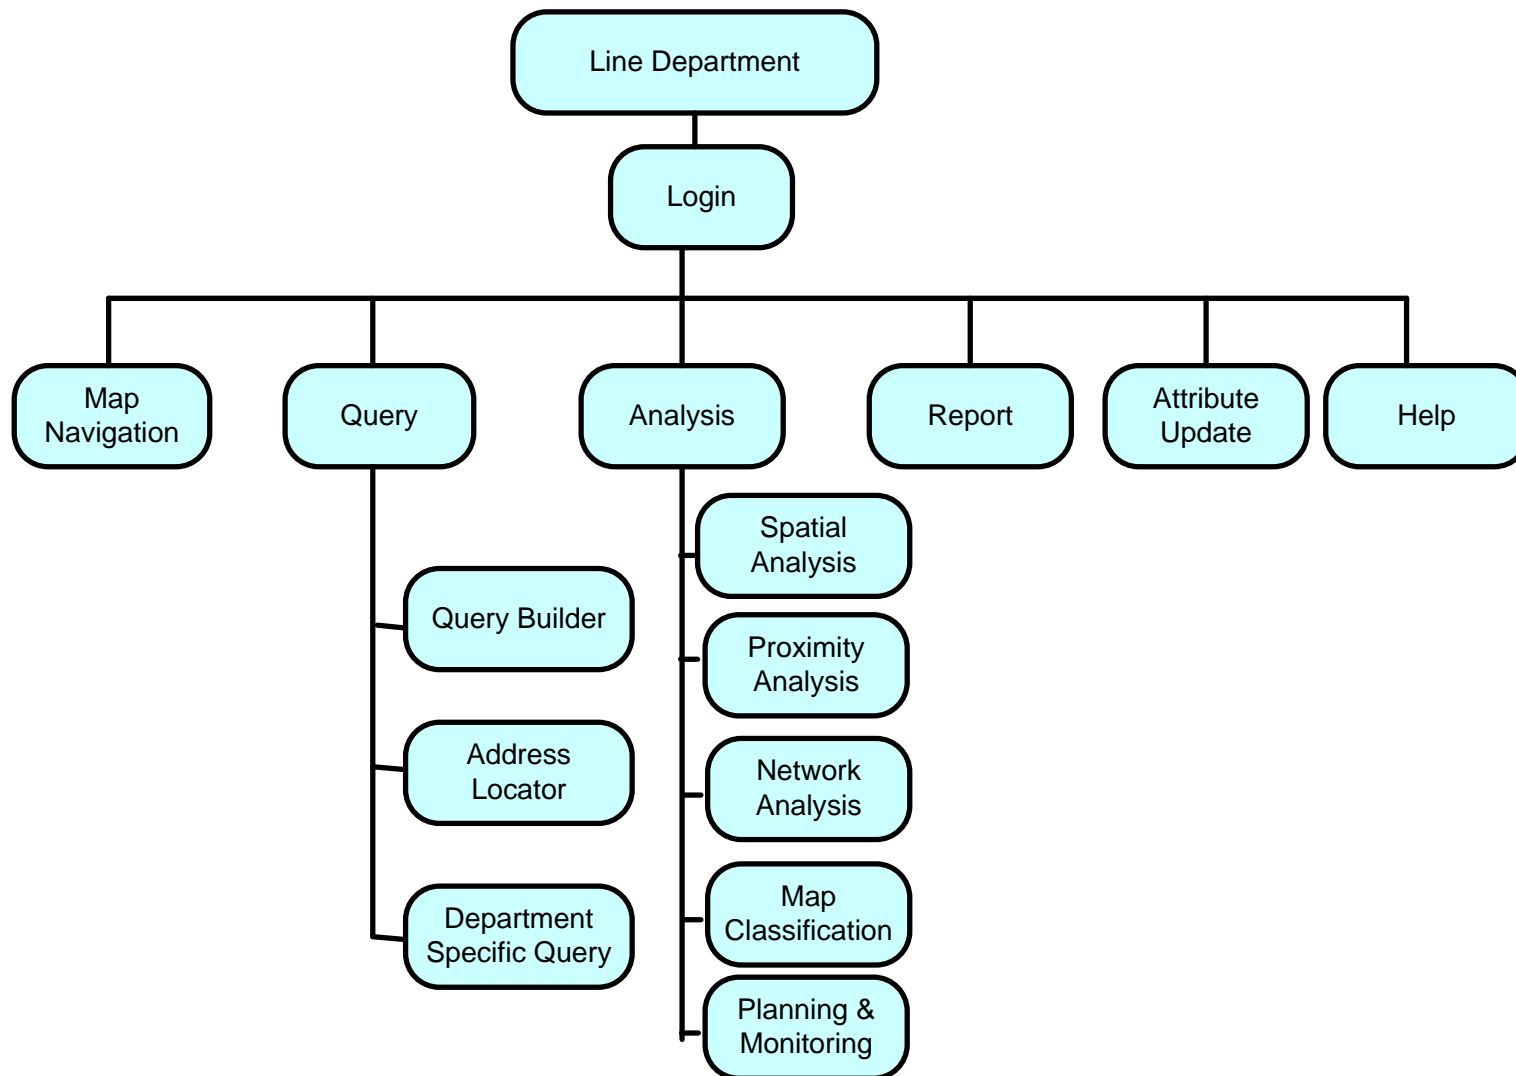 Line Department
Login
Map
Navigation
Query
Analysis
Report
Attribute
Update
Help
Query Builder
Address
Locator
Department
Specific Query
Spatial
Analysis
Proximity
Analysis
Network
Analysis
Map
Classification
Planning &
Monitoring